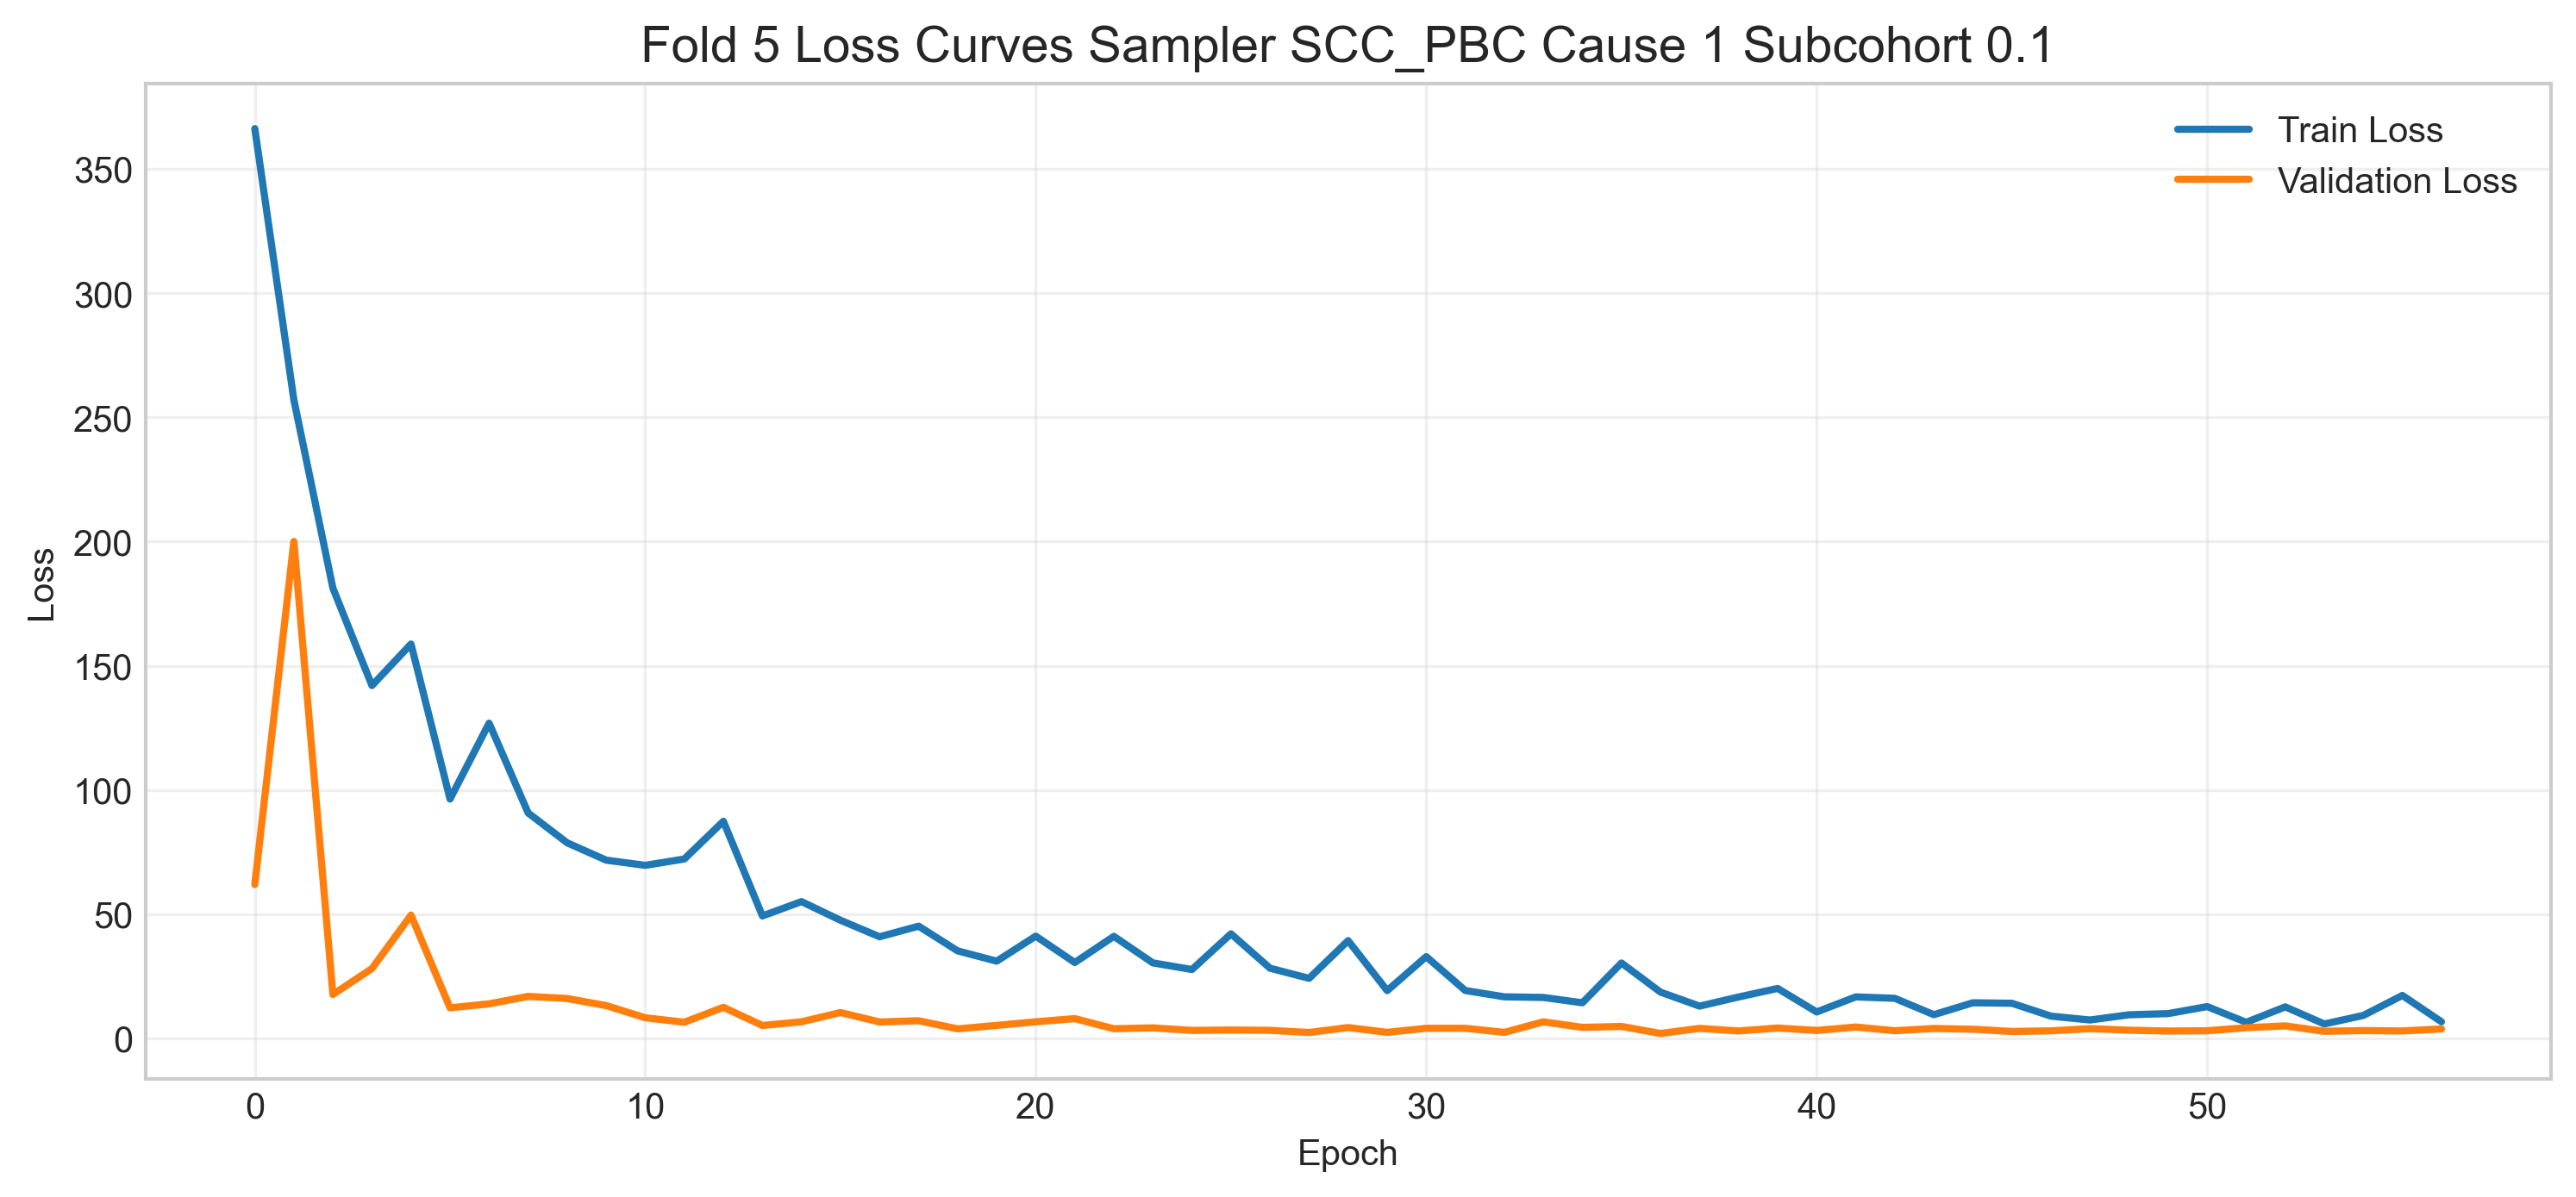 Fold 5 Loss Curves Sampler SCC_PBC Cause 1 Subcohort 0.1
Train Loss
Validation Loss
Loss
350
300
250
200
150
100
50
0
0 10 20 30 40 50
Epoch